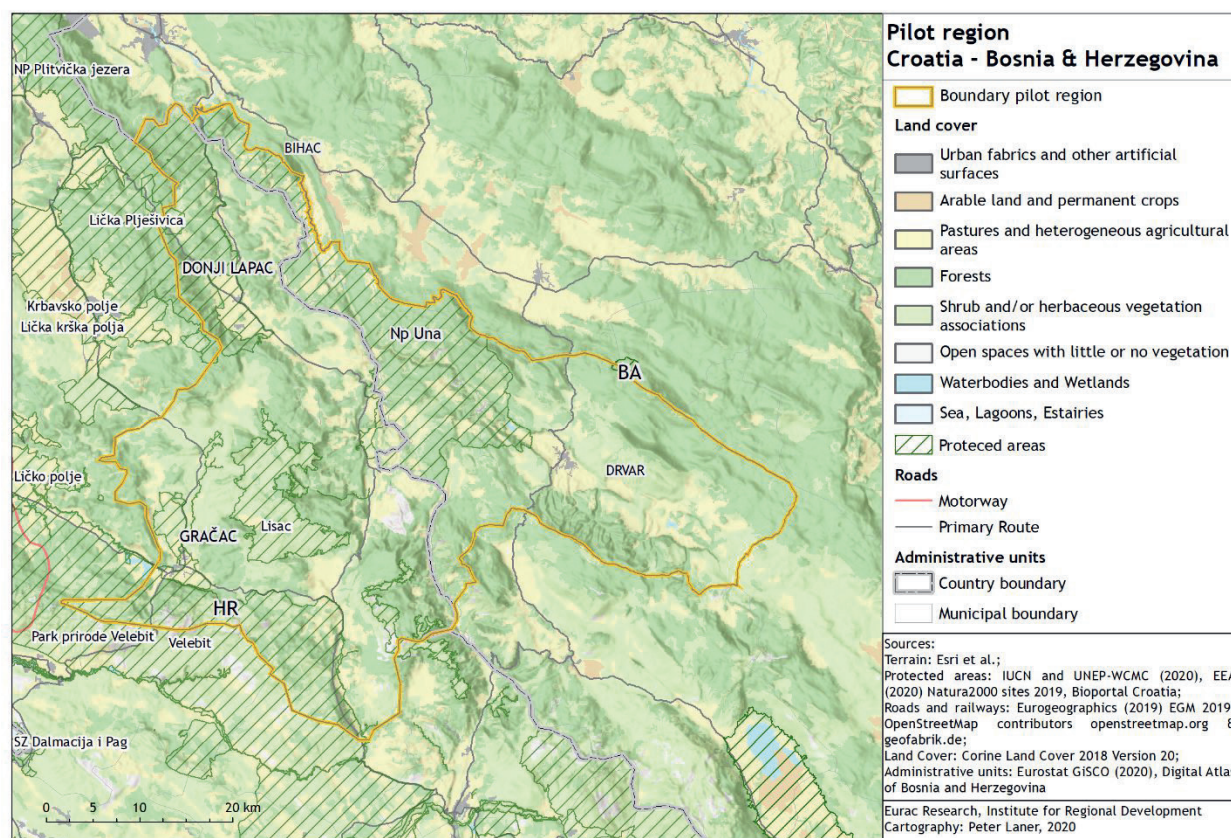 NP Plitvička jezera
BIHAC
Lička Plješivica
DONJI LAPAC
Krbavsko polje
Lička krška polja
Np Una
BA
Ličko polje
DRVAR
Lisac
GRAČAC
HR
Park prirode Velebit
Velebit
SZ Dalmacija i Pag
0 5 10 20 km
Pilot region
Croatia - Bosnia & Herzegovina
Boundary pilot region
Land cover
Urban fabrics and other artificial
surfaces
Arable land and permanent crops
Pastures and heterogeneous agricultural
areas
Forests
Shrub and/or herbaceous vegetation
associations
Open spaces with little or no vegetation
Waterbodies and Wetlands
Sea, Lagoons, Estairies
Proteced areas
Roads
Motorway
Primary Route
Administrative units
Country boundary
Municipal boundary
Sources:
Terrain: Esri et al.;
Protected areas: IUCN and UNEP-WCMC (2020),
(2020) Natura2000 sites 2019, Bioportal Croatia;
Roads and railways: Eurogeographics (2019) EGM 2019
OpenStreetMap contributors openstreetmap.org
geofabrik.de;
Land Cover: Corine Land Cover 2018 Version 20;
Administrative units: Eurostat GISCO (2020), Digital
of Bosnia and Herzegovina
Eurac Research, Institute for Regional Development
Cartography: Peter Laner, 2020